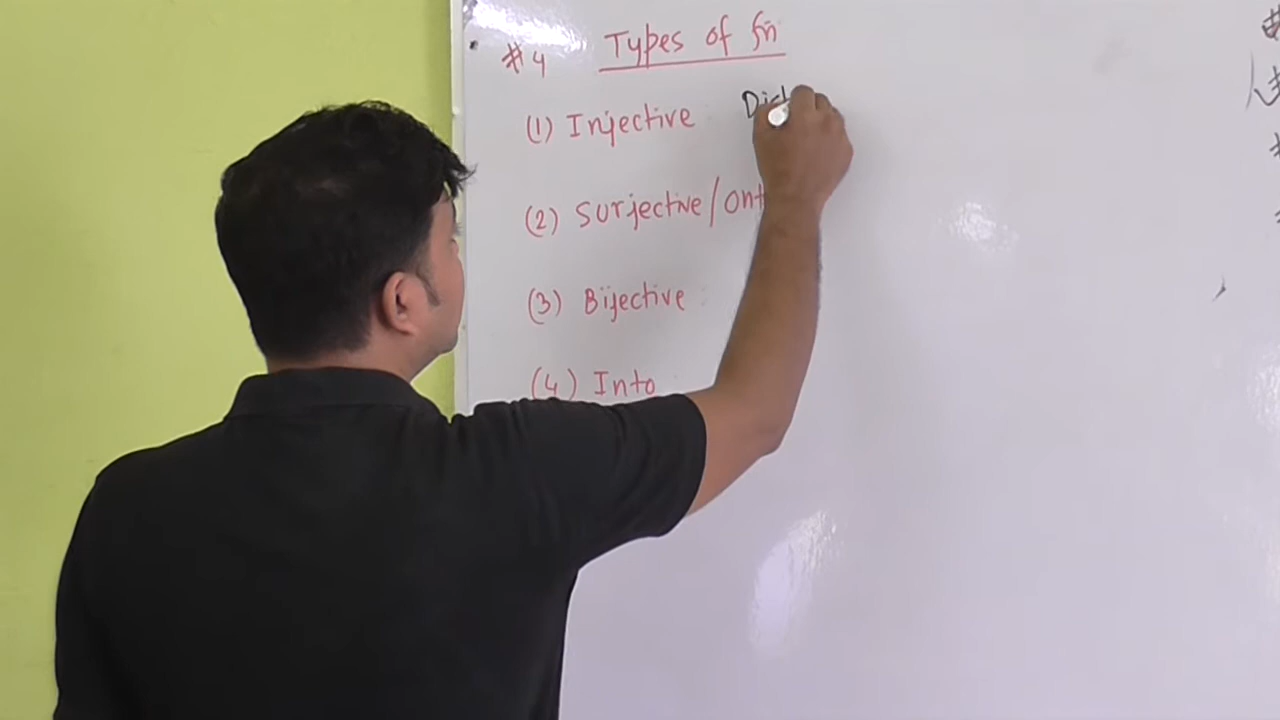 #4 Types of fn
(1) Injective
(2) Surjective/Ont
(3) Bijective
(4) Into